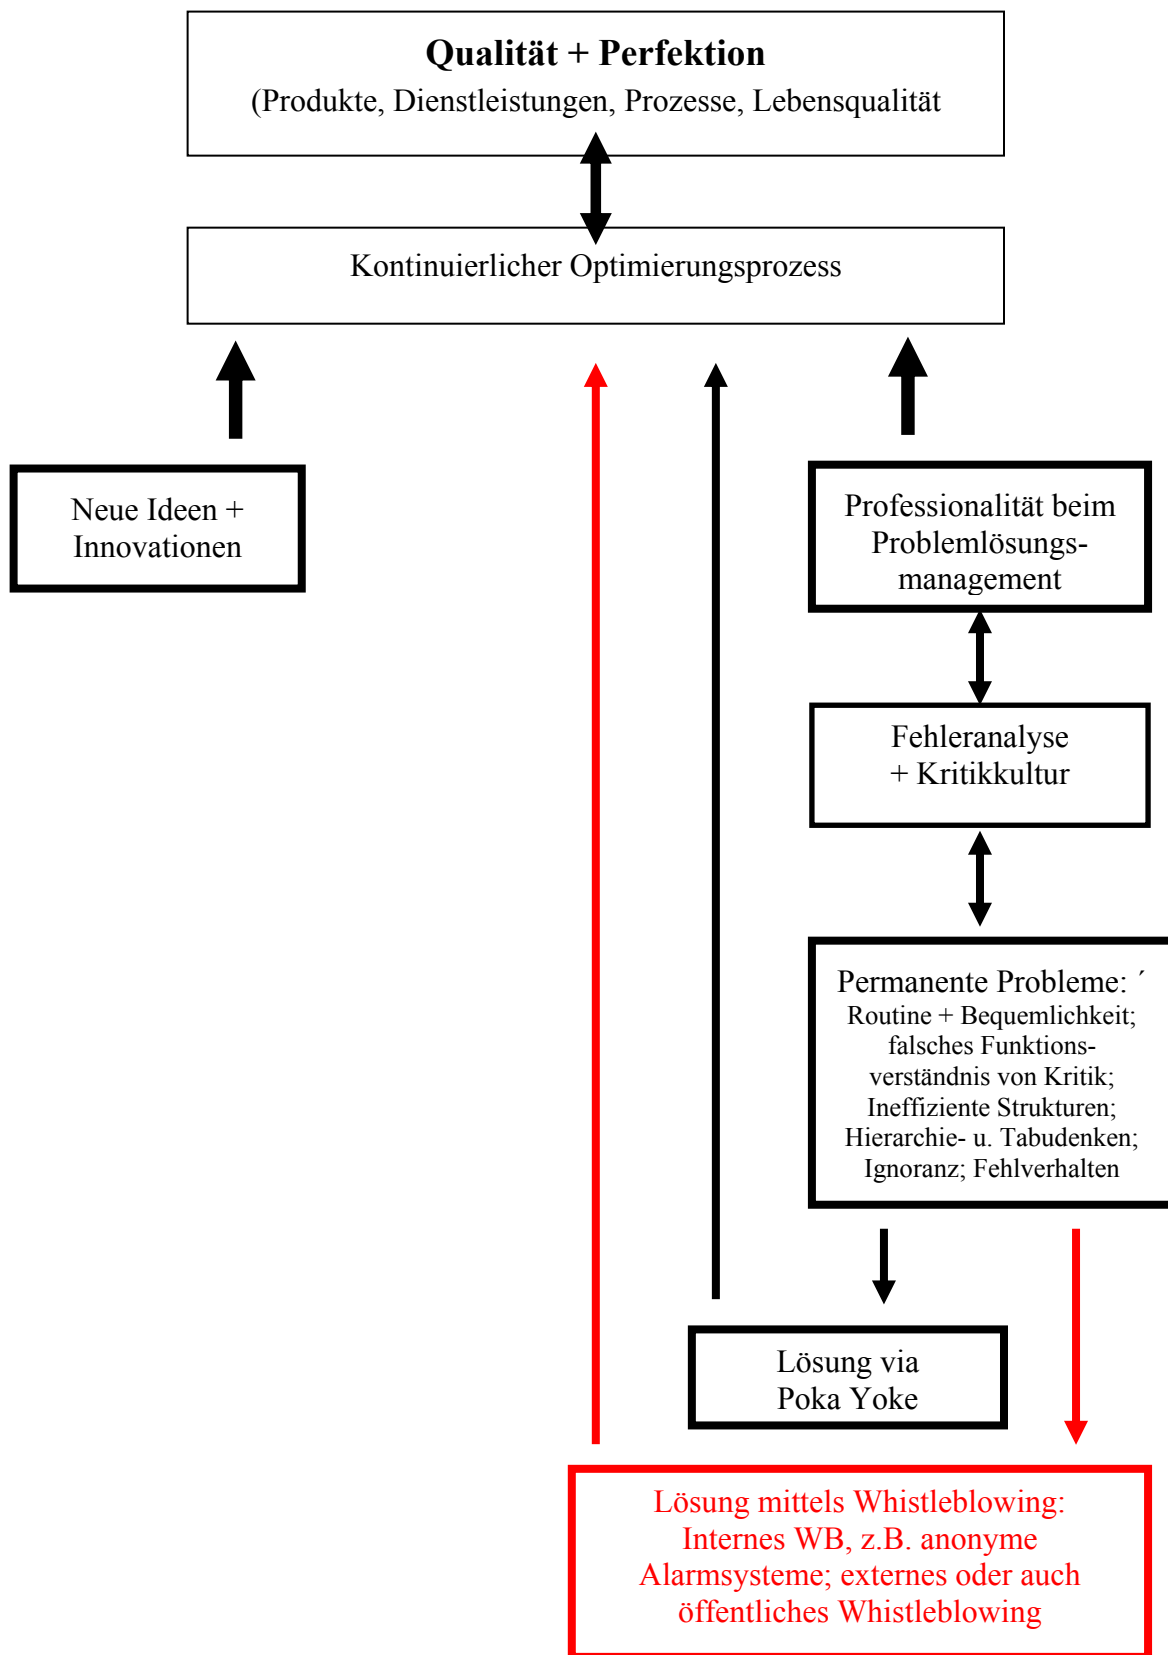 Qualität + Perfektion
(Produkte, Dienstleistungen, Prozesse, Lebensqualität
Kontinuierlicher Optimierungsprozess
Neue Ideen +
Innovationen
Professionalität beim
Problemlösungs-
management
Fehleranalyse
+ Kritikkultur
Permanente Probleme: ´
Routine + Bequemlichkeit;
falsches Funktions-
verständnis von Kritik;
Ineffiziente Strukturen;
Hierarchie- u. Tabudenken;
Ignoranz; Fehlverhalten
Lösung via
Poka Yoke
Lösung mittels Whistleblowing:
Internes WB, z.B. anonyme
Alarmsysteme; externes oder auch
öffentliches Whistleblowing